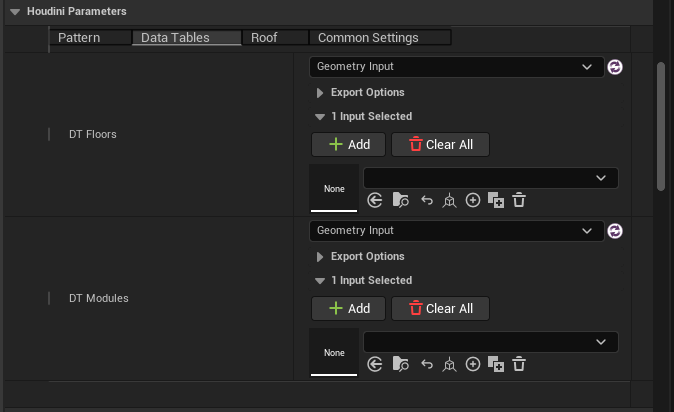 Houdini Parameters
Pattern Data Tables Roof Common Settings
Geometry Input
Export Options
1 Input Selected
DT Floors
Add Clear All
None
Geometry Input
Export Options
1 Input Selected
DT Modules
Add Clear All
None